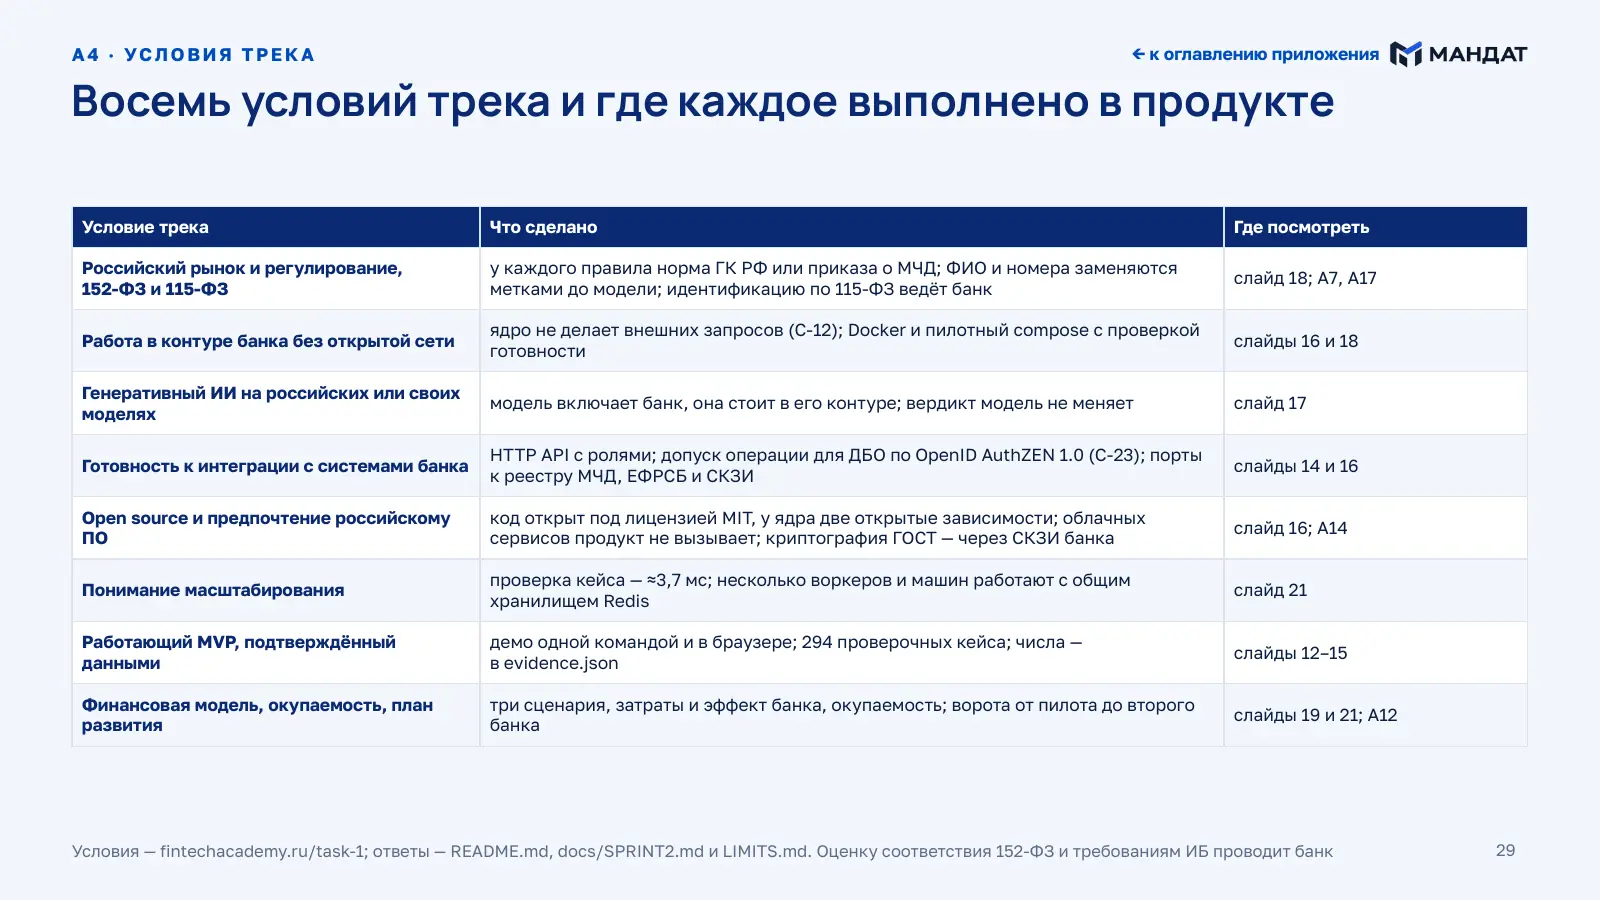 А4 · УСЛОВИЯ ТРЕКА
← к оглавлению приложения
МАНДАТ
Восемь условий трека и где каждое выполнено в продукте
Условие трека
Что сделано
Где посмотреть
Российский рынок и регулирование,
152-ФЗ и 115-ФЗ
у каждого правила норма ГК РФ или приказа о МЧД; ФИО и номера заменяются
метками до модели; идентификацию по 115-ФЗ ведёт банк
слайд 18; А7, А17
Работа в контуре банка без открытой сети
ядро не делает внешних запросов (С-12); Docker и пилотный compose с проверкой
готовности
слайды 16 и 18
Генеративный ИИ на российских или своих
моделях
модель включает банк, она стоит в его контуре; вердикт модель не меняет
слайд 17
Готовность к интеграции с системами банка
HTTP API с ролями; допуск операции для ДБО по OpenID AuthZEN 1.0 (С-23); порты
к реестру МЧД, ЕФРСБ и СКЗИ
слайды 14 и 16
Open source и предпочтение российскому
ПО
код открыт под лицензией MIT, у ядра две открытые зависимости; облачных
сервисов продукт не вызывает; криптография ГОСТ — через СКЗИ банка
слайд 16; А14
Понимание масштабирования
проверка кейса — ≈3,7 мс; несколько воркеров и машин работают с общим
хранилищем Redis
слайд 21
Работающий MVP, подтверждённый
данными
демо одной командой и в браузере; 294 проверочных кейса; числа —
в evidence.json
слайды 12–15
Финансовая модель, окупаемость, план
развития
три сценария, затраты и эффект банка, окупаемость; ворота от пилота до второго
банка
слайды 19 и 21; А12
Условия — fintechacademy.ru/task-1; ответы — README.md, docs/SPRINT2.md и LIMITS.md. Оценку соответствия 152-ФЗ и требованиям ИБ проводит банк
29